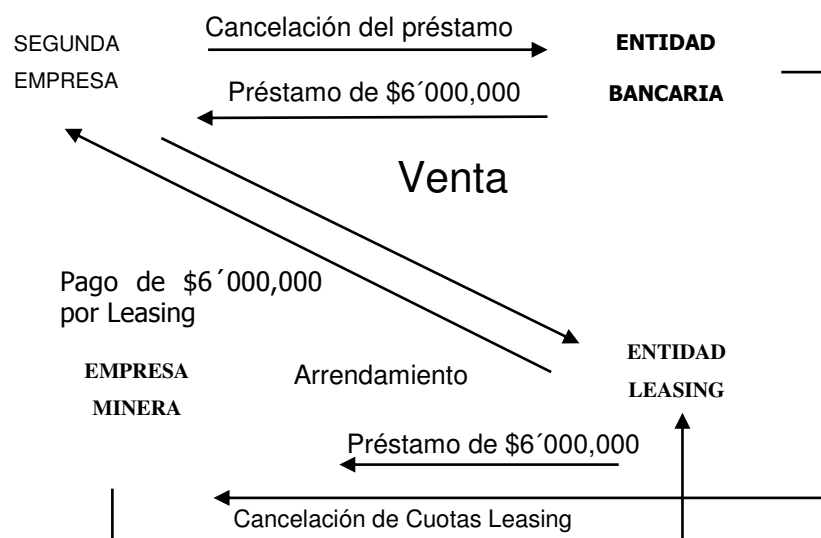 Cancelación del préstamo
SEGUNDA
EMPRESA
ENTIDAD
BANCARIA
Préstamo de $6´000,000
Venta
Pago de $6´000,000
por Leasing
EMPRESA
MINERA
Arrendamiento
ENTIDAD
LEASING
Préstamo de $6´000,000
Cancelación de Cuotas Leasing